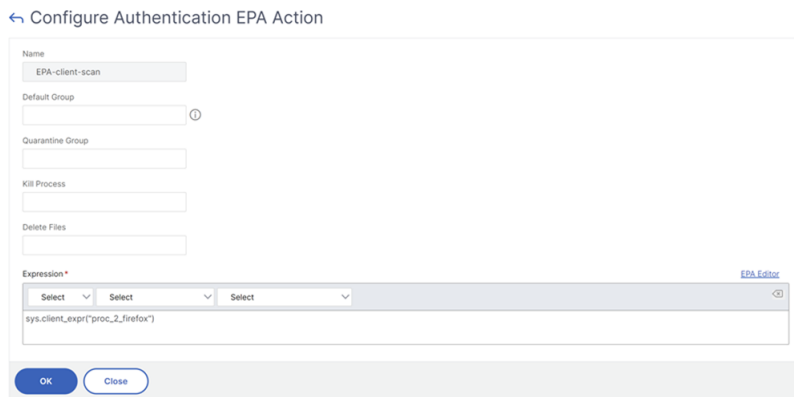 Configure Authentication EPA Action
Name
EPA-client-scan
Default Group
Quarantine Group
Kill Process
Delete Files
Expression*
EPA Editor
Select Select Select
sys.client_expr("proc_2_firefox")
OK Close